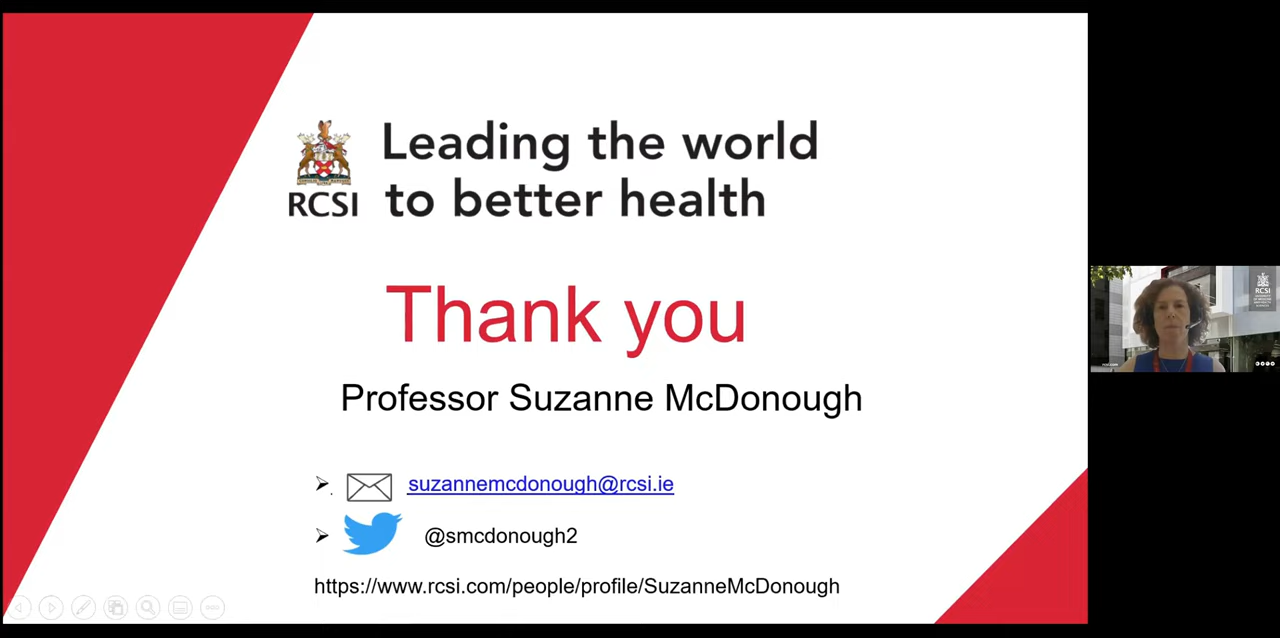 Leading the world
to better health
RCSI
Thank you
Professor Suzanne McDonough
suzannemcdonough@rcsi.ie
@smcdonough2
https://www.rcsi.com/people/profile/SuzanneMcDonough
RCSI